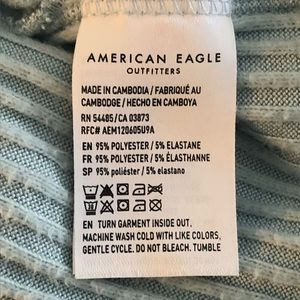 AMERICAN EAGLE
OUTFITTERS
MADE IN CAMBODIA / FABRIQUÉ AU
CAMBODGE / HECHO EN CAMBOYA
RN 54485/ CA 03873
RFC# AEM120605U9A
EN 95% POLYESTER / 5% ELASTANE
FR 95% POLYESTER / 5% ÉLASTHANNE
SP 95% poliéster / 5% elastano
EN TURN GARMENT INSIDE OUT,
MACHINE WASH COLD WITH LIKE COLORS,
GENTLE CYCLE. DO NOT BLEACH. TUMBLE